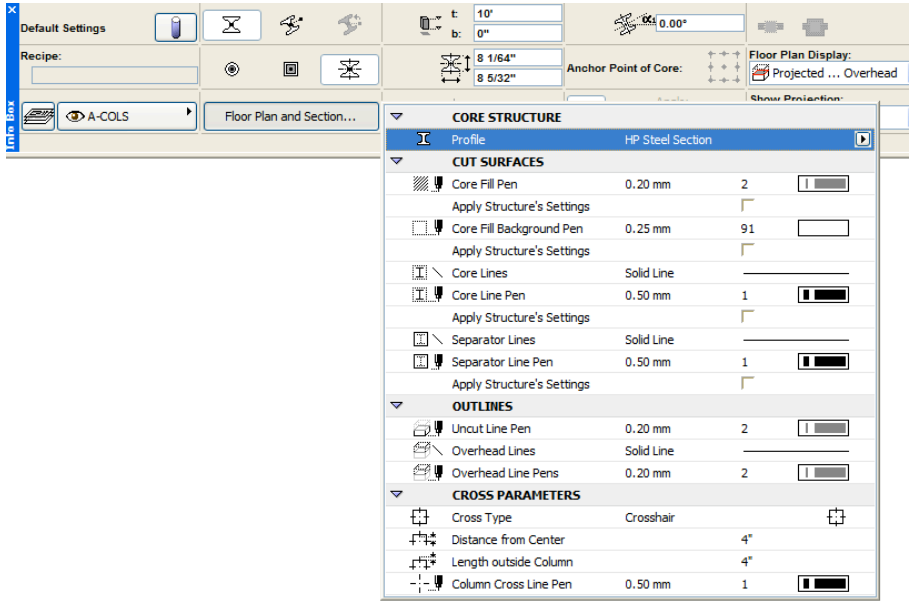 Default Settings
t: 10'
b: 0"
α: 0.00°
Recipe:
8 1/64"
8 5/32"
Anchor Point of Core:
Floor Plan Display:
Projected ... Overhead
Info Box
A-COLS
Floor Plan and Section...
Show Projection:
CORE STRUCTURE
Profile HP Steel Section
CUT SURFACES
Core Fill Pen 0.20 mm 2
Apply Structure's Settings
Core Fill Background Pen 0.25 mm 91
Apply Structure's Settings
Core Lines Solid Line
Core Line Pen 0.50 mm 1
Apply Structure's Settings
Separator Lines Solid Line
Separator Line Pen 0.50 mm 1
Apply Structure's Settings
OUTLINES
Uncut Line Pen 0.20 mm 2
Overhead Lines Solid Line
Overhead Line Pens 0.20 mm 2
CROSS PARAMETERS
Cross Type Crosshair
Distance from Center 4"
Length outside Column 4"
Column Cross Line Pen 0.50 mm 1